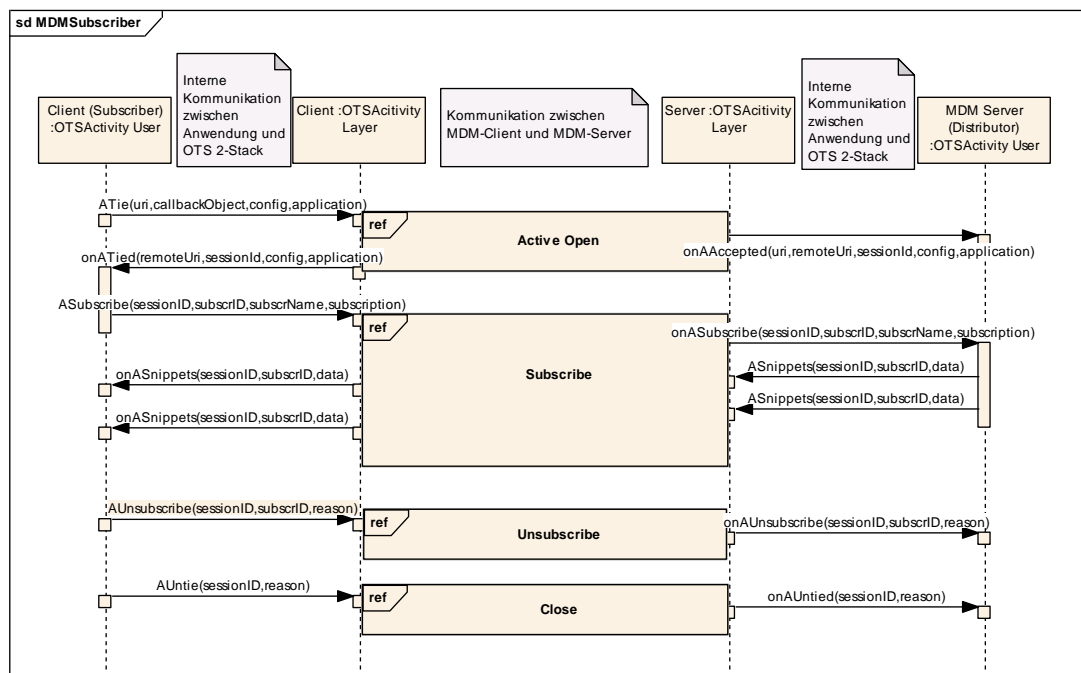 sd MDMSubscriber
Interne
Kommunikation
zwischen
Anwendung und
OTS 2-Stack
Interne
Kommunikation
zwischen
Anwendung und
OTS 2-Stack
Client (Subscriber)
:OTSActivity User
Client :OTSAcitivity
Layer
Kommunikation zwischen
MDM-Client und MDM-Server
Server :OTSAcitivity
Layer
MDM Server
(Distributor)
:OTSActivity User
ATie(uri,callbackObject,config,application)
ref
Active Open
onAAccepted(uri,remoteUri,sessionId,config,application)
onATied(remoteUri,sessionId,config,application)
ASubscribe(sessionID,subscrID,subscrName,subscription)
ref
onASubscribe(sessionID,subscrID,subscrName,subscription)
Subscribe
ASnippets(sessionID,subscrID,data)
onASnippets(sessionID,subscrID,data)
ASnippets(sessionID,subscrID,data)
onASnippets(sessionID,subscrID,data)
AUnsubscribe(sessionID,subscrID,reason)
ref
Unsubscribe
onAUnsubscribe(sessionID,subscrID,reason)
AUntie(sessionID,reason)
ref
Close
onAUntied(sessionID,reason)